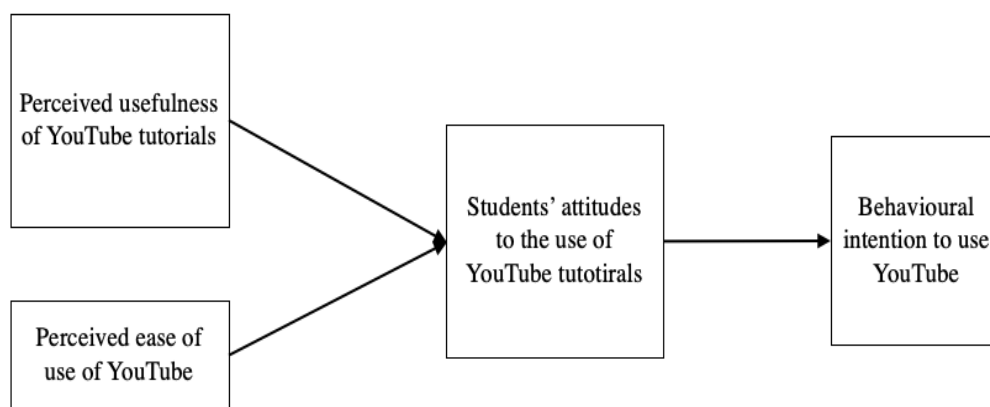 Perceived usefulness
of YouTube tutorials
Perceived ease of
use of YouTube
Students’ attitudes
to the use of
YouTube tutotirals
Behavioural
intention to use
YouTube